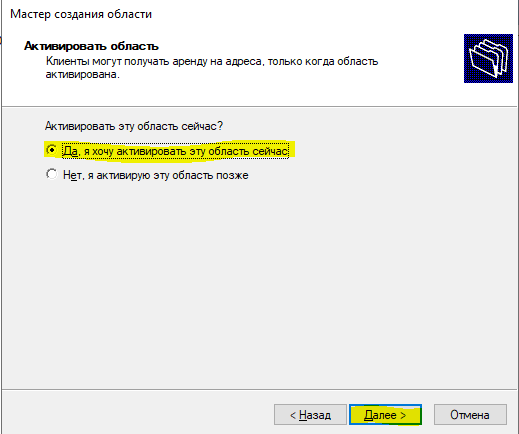 Мастер создания области
Активировать область
Клиенты могут получать аренду на адреса, только когда область
активирована.
Активировать эту область сейчас?
Да, я хочу активировать эту область сейчас
Нет, я активирую эту область позже
< Назад
Далее >
Отмена